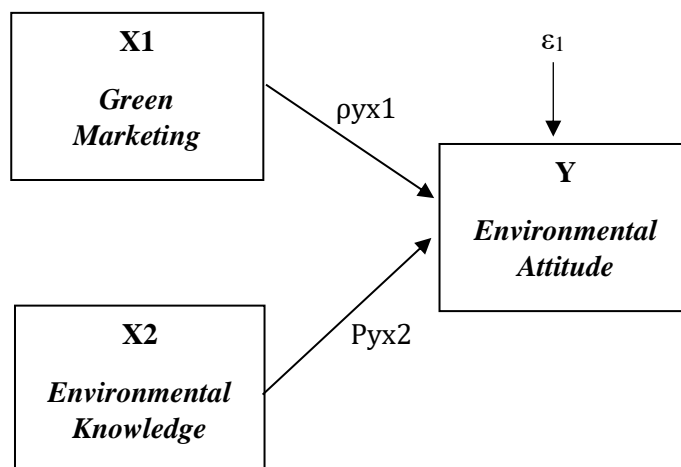 X1
Green
Marketing
ε1
ρyx1
Y
Environmental
Attitude
X2
Environmental
Knowledge
Pyx2